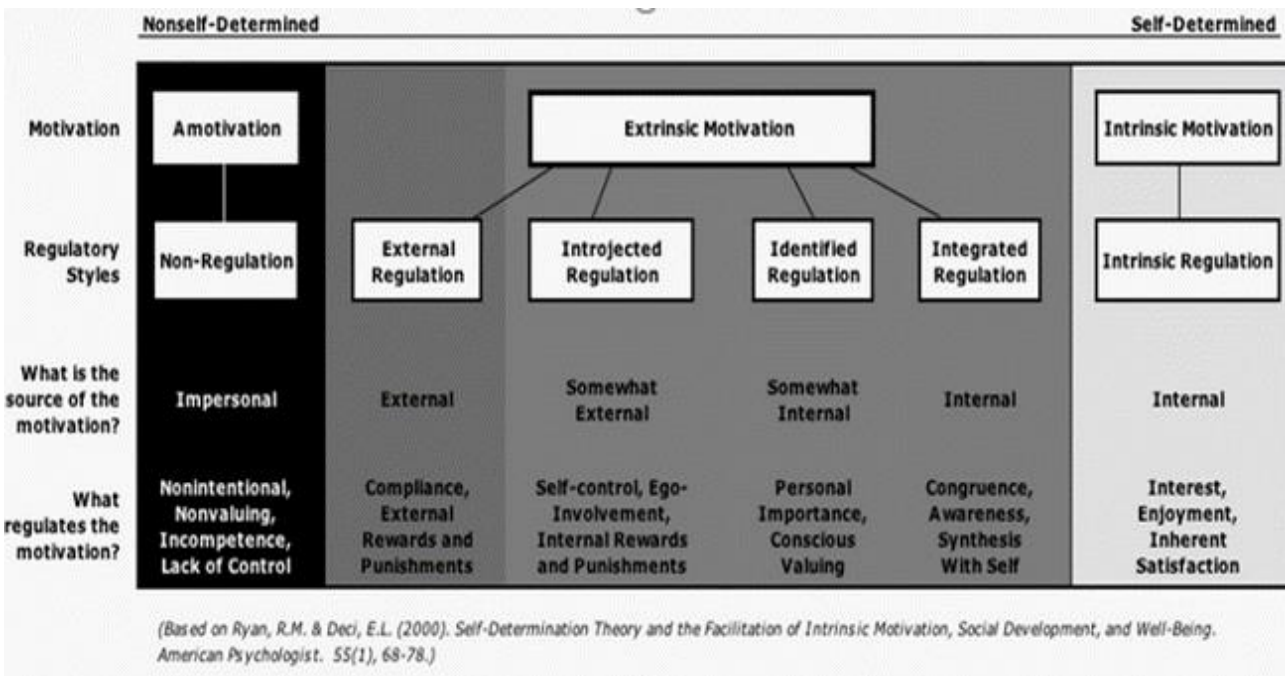 Nonself-Determined Self-Determined
Motivation Amotivation Extrinsic Motivation Intrinsic Motivation
Regulatory
Styles
Non-Regulation
External
Regulation
Introjected
Regulation
Identified
Regulation
Integrated
Regulation
Intrinsic Regulation
What is the
source of the
motivation?
Impersonal
External
Somewhat
External
Somewhat
Internal
Internal
Internal
What
regulates the
motivation?
Nonintentional,
Nonvaluing,
Incompetence,
Lack of Control
Compliance,
External
Rewards and
Punishments
Self-control, Ego-
Involvement,
Internal Rewards
and Punishments
Personal
Importance,
Conscious
Valuing
Congruence,
Awareness,
Synthesis
With Self
Interest,
Enjoyment,
Inherent
Satisfaction
(Based on Ryan, R.M. & Deci, E.L. (2000). Self-Determination Theory and the Facilitation of Intrinsic Motivation, Social Development, and Well-Being.
American Psychologist. 55(1), 68-78.)